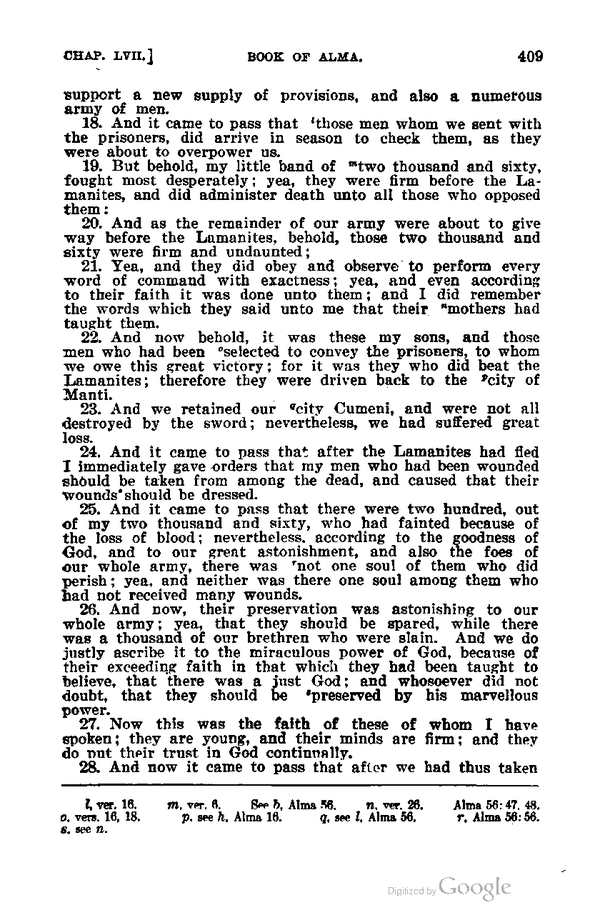 CHAP. LVII.] BOOK OF ALMA. 409
support a new supply of provisions, and also a numerous
army of men.
18. And it came to pass that ˡthose men whom we sent with
the prisoners, did arrive in season to check them, as they
were about to overpower us.
19. But behold, my little band of ᵐtwo thousand and sixty,
fought most desperately; yea, they were firm before the La-
manites, and did administer death unto all those who opposed
them:
20. And as the remainder of our army were about to give
way before the Lamanites, behold, those two thousand and
sixty were firm and undaunted;
21. Yea, and they did obey and observe to perform every
word of command with exactness; yea, and even according
to their faith it was done unto them; and I did remember
the words which they said unto me that their ⁿmothers had
taught them.
22. And now behold, it was these my sons, and those
men who had been ᵒselected to convey the prisoners, to whom
we owe this great victory; for it was they who did beat the
Lamanites; therefore they were driven back to the ᵖcity of
Manti.
23. And we retained our qcity Cumeni, and were not all
destroyed by the sword; nevertheless, we had suffered great
loss.
24. And it came to pass that after the Lamanites had fled
I immediately gave orders that my men who had been wounded
should be taken from among the dead, and caused that their
wounds should be dressed.
25. And it came to pass that there were two hundred, out
of my two thousand and sixty, who had fainted because of
the loss of blood; nevertheless, according to the goodness of
God, and to our great astonishment, and also the foes of
our whole army, there was ʳnot one soul of them who did
perish; yea, and neither was there one soul among them who
had not received many wounds.
26. And now, their preservation was astonishing to our
whole army; yea, that they should be spared, while there
was a thousand of our brethren who were slain. And we do
justly ascribe it to the miraculous power of God, because of
their exceeding faith in that which they had been taught to
believe, that there was a just God; and whosoever did not
doubt, that they should be ˢpreserved by his marvellous
power.
27. Now this was the faith of these of whom I have
spoken; they are young, and their minds are firm; and they
do put their trust in God continually.
28. And now it came to pass that after we had thus taken
l, ver. 16. m, ver. 6. See h, Alma 56. n, ver. 26. Alma 56: 47, 48.
o, vers. 16, 18. p, see h, Alma 16. q, see l, Alma 56. r, Alma 56: 56.
s, see n.
Digitized by Google